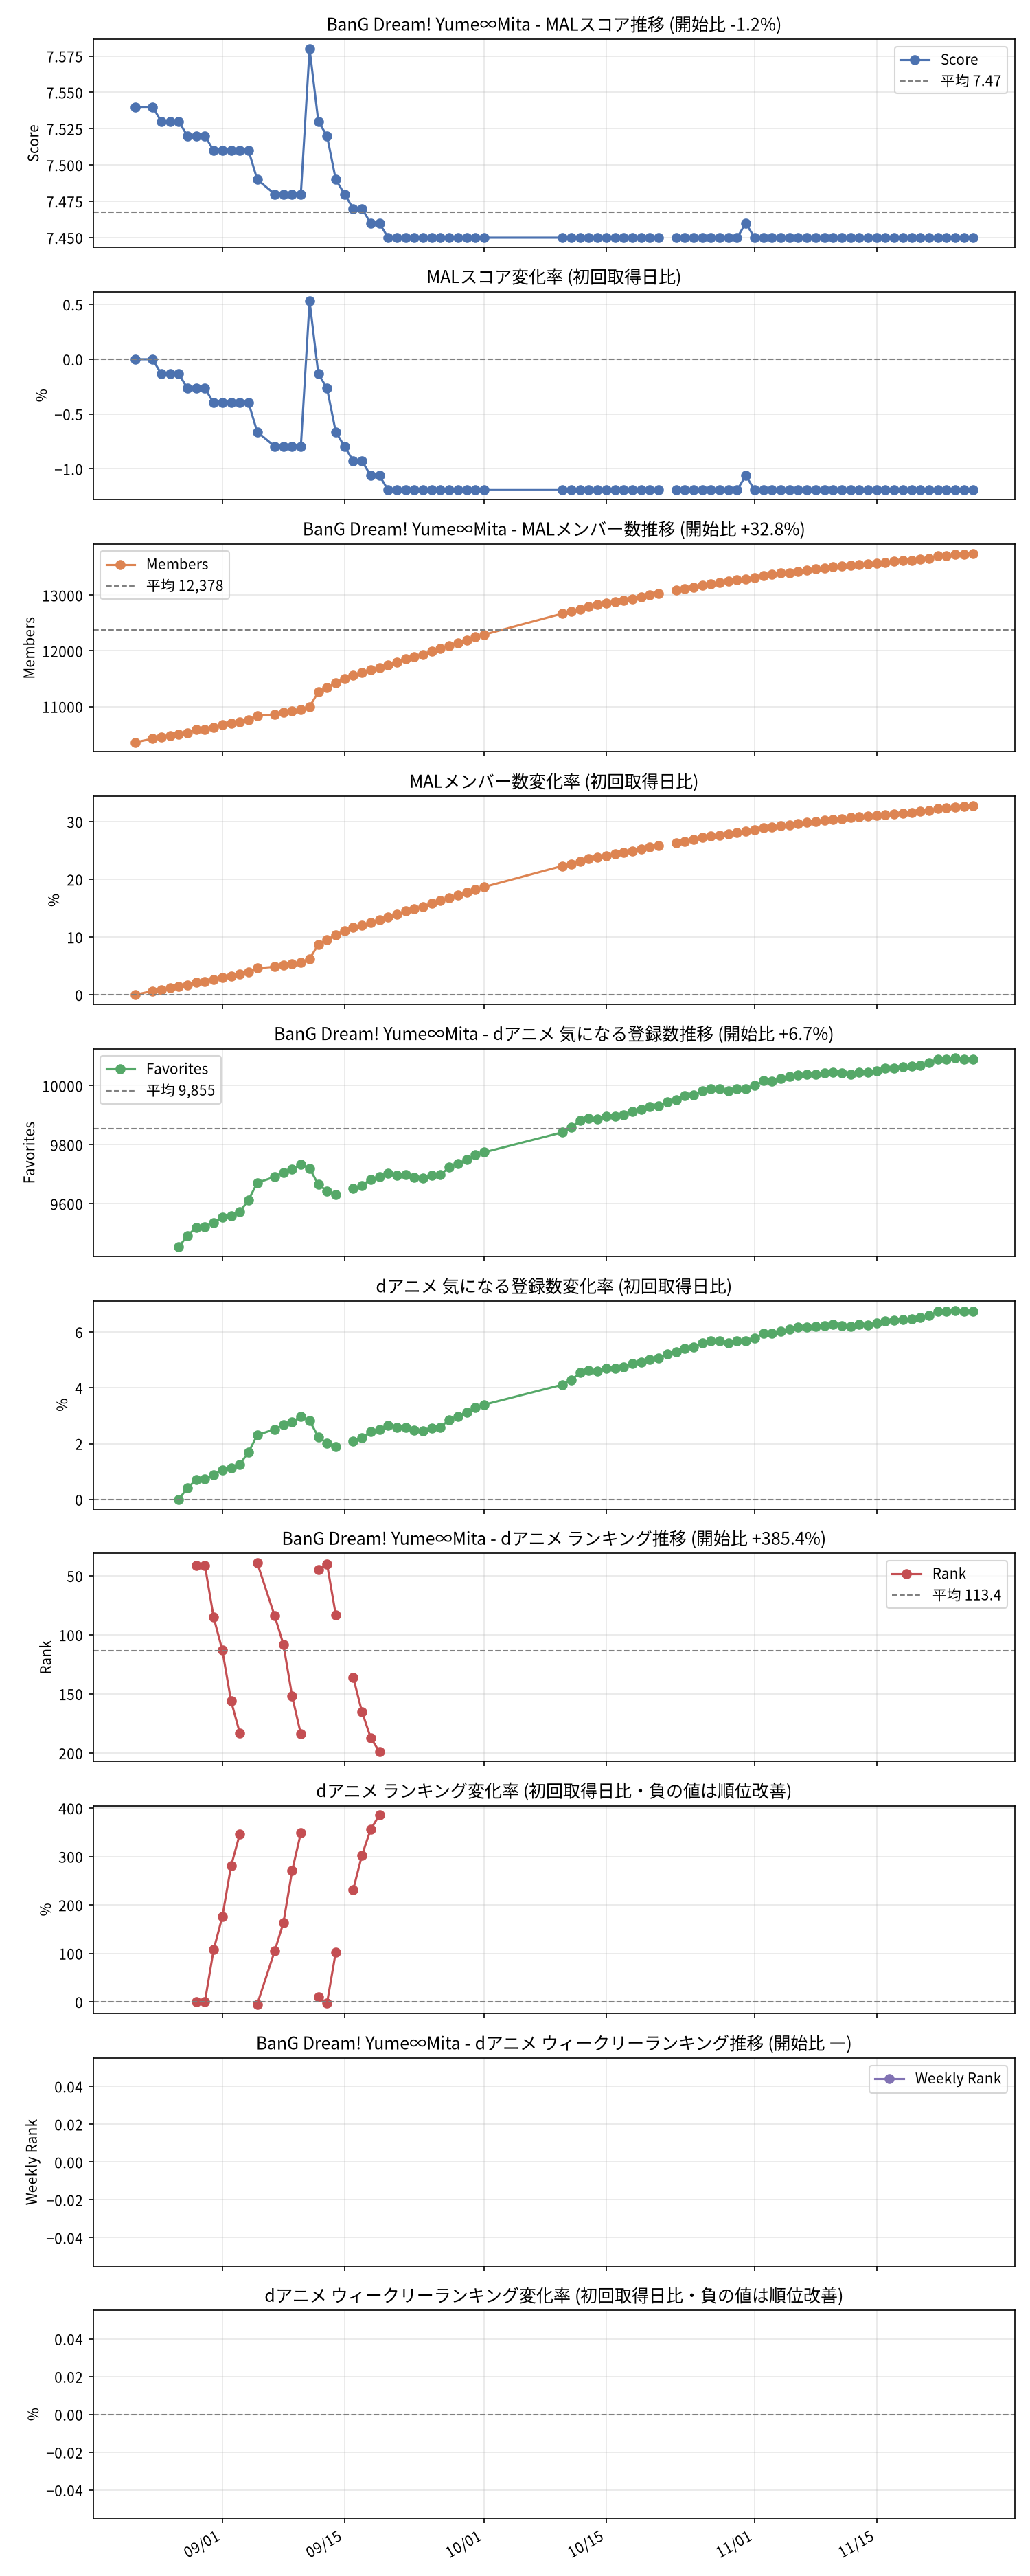 BanG Dream! Yume∞Mita - MALスコア推移 (開始比 -1.2%)
Score
7.575
7.550
7.525
7.500
7.475
7.450
Score
平均 7.47
MALスコア変化率 (初回取得日比)
%
0.5
0.0
−0.5
−1.0
BanG Dream! Yume∞Mita - MALメンバー数推移 (開始比 +32.8%)
Members
13000
12000
11000
Members
平均 12,378
MALメンバー数変化率 (初回取得日比)
%
30
20
10
0
BanG Dream! Yume∞Mita - dアニメ 気になる登録数推移 (開始比 +6.7%)
Favorites
10000
9800
9600
Favorites
平均 9,855
dアニメ 気になる登録数変化率 (初回取得日比)
%
6
4
2
0
BanG Dream! Yume∞Mita - dアニメ ランキング推移 (開始比 +385.4%)
Rank
50
100
150
200
Rank
平均 113.4
dアニメ ランキング変化率 (初回取得日比・負の値は順位改善)
%
400
300
200
100
0
BanG Dream! Yume∞Mita - dアニメ ウィークリーランキング推移 (開始比 —)
Weekly Rank
0.04
0.02
0.00
−0.02
−0.04
Weekly Rank
dアニメ ウィークリーランキング変化率 (初回取得日比・負の値は順位改善)
%
0.04
0.02
0.00
−0.02
−0.04
09/01
09/15
10/01
10/15
11/01
11/15